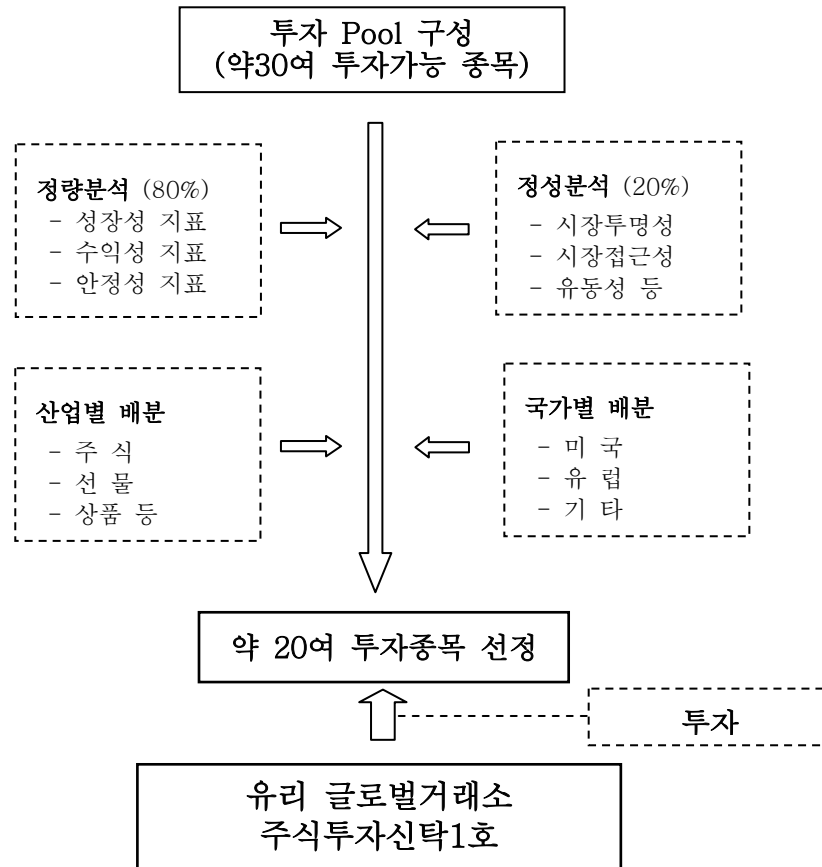 투자 Pool 구성
(약30여 투자가능 종목)
정량분석 (80%)
- 성장성 지표
- 수익성 지표
- 안정성 지표
정성분석 (20%)
- 시장투명성
- 시장접근성
- 유동성 등
산업별 배분
- 주 식
- 선 물
- 상품 등
국가별 배분
- 미 국
- 유 럽
- 기 타
약 20여 투자종목 선정
투자
유리 글로벌거래소
주식투자신탁1호